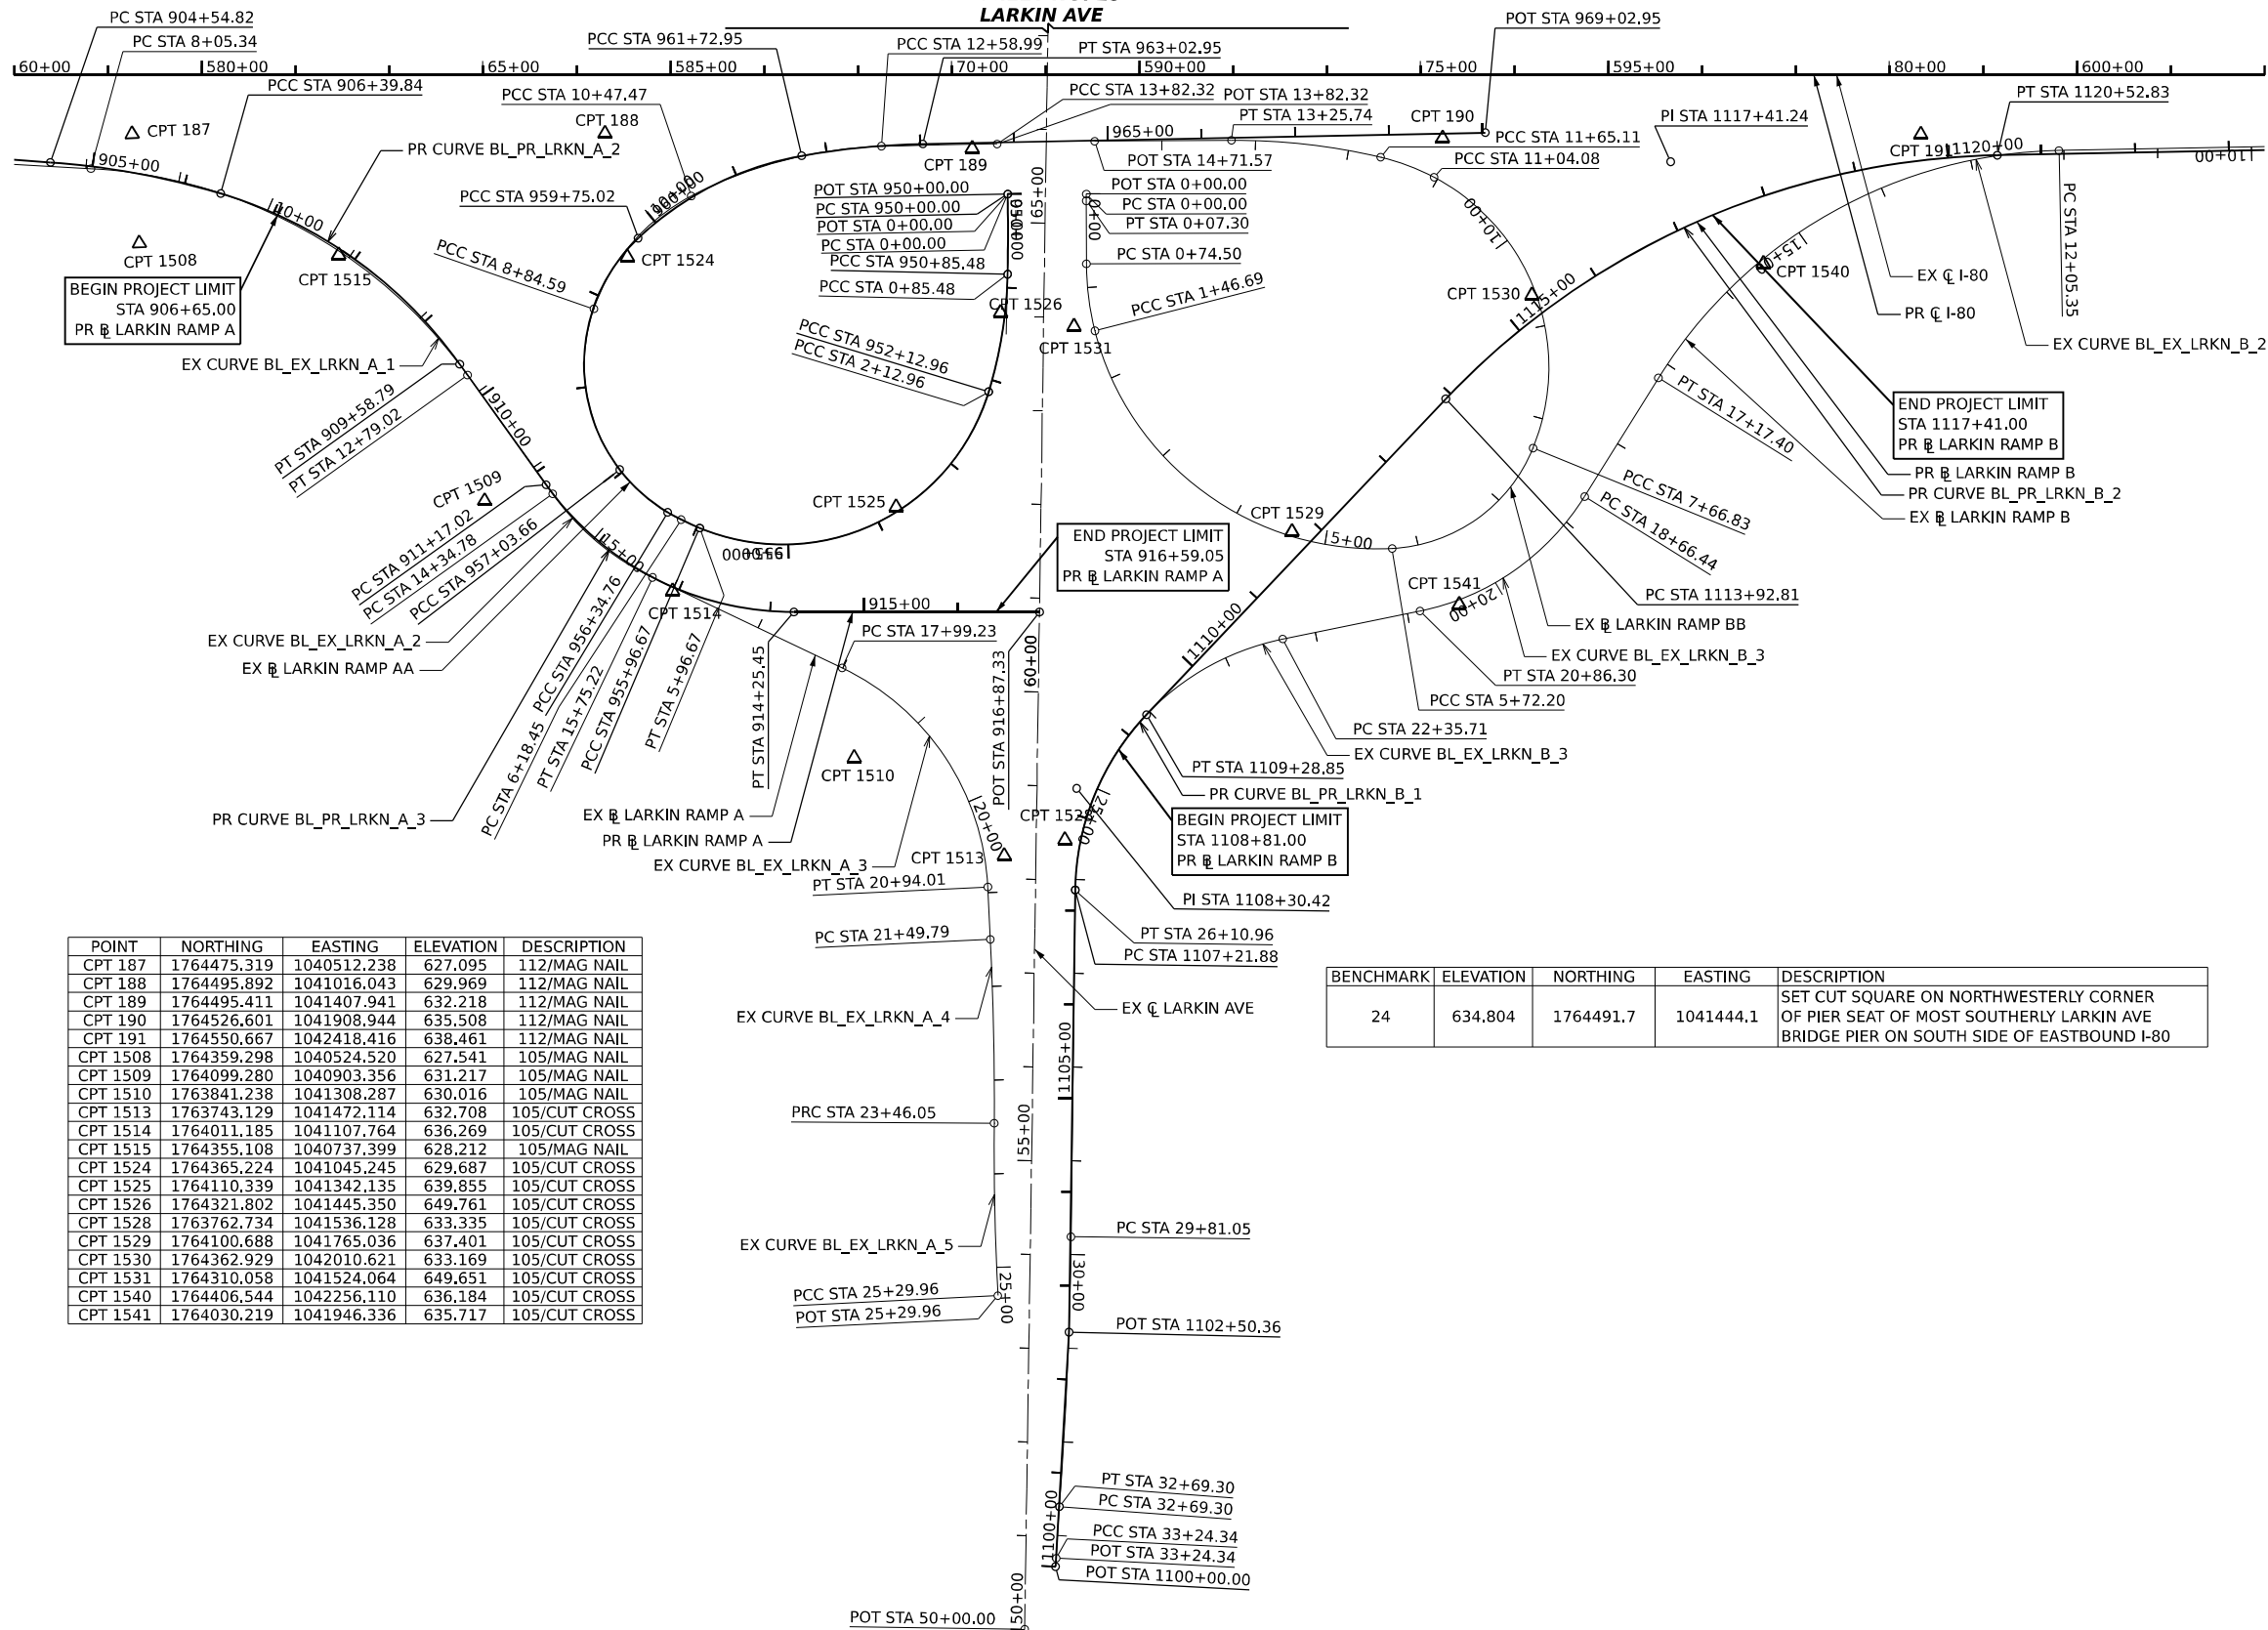 LARKIN AVE
PC STA 904+54.82
PC STA 8+05.34
PCC STA 961+72.95
PCC STA 12+58.99
PT STA 963+02.95
POT STA 969+02.95
60+00
580+00
65+00
585+00
70+00
590+00
75+00
595+00
80+00
600+00
PCC STA 906+39.84
PCC STA 10+47.47
PCC STA 13+82.32
POT STA 13+82.32
PT STA 13+25.74
PT STA 1120+52.83
CPT 187
CPT 188
CPT 189
CPT 190
CPT 191
PI STA 1117+41.24
905+00
PR CURVE BL_PR_LRKN_A_2
965+00
PCC STA 11+65.11
POT STA 14+71.57
PCC STA 11+04.08
1120+00
10+00
PC STA 12+05.35
PCC STA 959+75.02
10+00
960+00
10+00
POT STA 950+00.00
PC STA 950+00.00
POT STA 0+00.00
PC STA 0+00.00
PCC STA 950+85.48
PCC STA 0+85.48
950+00
65+00
0+00
POT STA 0+00.00
PC STA 0+00.00
PT STA 0+07.30
PC STA 0+74.50
PCC STA 1+46.69
10+00
15+00
CPT 1508
CPT 1515
CPT 1524
CPT 1526
CPT 1531
CPT 1530
CPT 1540
PCC STA 8+84.59
1115+00
EX CL I-80
PR CL I-80
EX CURVE BL_EX_LRKN_B_2
BEGIN PROJECT LIMIT
STA 906+65.00
PR BL LARKIN RAMP A
EX CURVE BL_EX_LRKN_A_1
PCC STA 952+12.96
PCC STA 2+12.96
PT STA 909+58.79
PT STA 12+79.02
910+00
PT STA 17+17.40
END PROJECT LIMIT
STA 1117+41.00
PR BL LARKIN RAMP B
PR BL LARKIN RAMP B
PR CURVE BL_PR_LRKN_B_2
EX BL LARKIN RAMP B
CPT 1509
CPT 1525
CPT 1529
PCC STA 7+66.83
PC STA 18+66.44
PC STA 911+17.02
PC STA 14+34.78
PCC STA 957+03.66
15+00
955+00
5+00
END PROJECT LIMIT
STA 916+59.05
PR BL LARKIN RAMP A
CPT 1514
CPT 1541
20+00
PC STA 1113+92.81
915+00
1110+00
EX BL LARKIN RAMP BB
EX CURVE BL_EX_LRKN_A_2
EX BL LARKIN RAMP AA
PCC STA 956+34.76
PC STA 6+18.45
PT STA 15+75.22
PCC STA 955+96.67
PT STA 5+96.67
PC STA 17+99.23
PT STA 914+25.45
POT STA 916+87.33
60+00
EX CURVE BL_EX_LRKN_B_3
PT STA 20+86.30
PCC STA 5+72.20
PC STA 22+35.71
EX CURVE BL_EX_LRKN_B_3
CPT 1510
PT STA 1109+28.85
PR CURVE BL_PR_LRKN_B_1
PR CURVE BL_PR_LRKN_A_3
EX BL LARKIN RAMP A
PR BL LARKIN RAMP A
EX CURVE BL_EX_LRKN_A_3
20+00
CPT 1513
25+00
BEGIN PROJECT LIMIT
STA 1108+81.00
PR BL LARKIN RAMP B
PT STA 20+94.01
PI STA 1108+30.42
PC STA 21+49.79
PT STA 26+10.96
PC STA 1107+21.88
EX CURVE BL_EX_LRKN_A_4
EX CL LARKIN AVE
1105+00
PRC STA 23+46.05
55+00
EX CURVE BL_EX_LRKN_A_5
PC STA 29+81.05
30+00
PCC STA 25+29.96
POT STA 25+29.96
25+00
POT STA 1102+50.36
PT STA 32+69.30
PC STA 32+69.30
1100+00
PCC STA 33+24.34
POT STA 33+24.34
POT STA 1100+00.00
50+00
POT STA 50+00.00
POINT NORTHING EASTING ELEVATION DESCRIPTION
CPT 187 1764475.319 1040512.238 627.095 112/MAG NAIL
CPT 188 1764495.892 1041016.043 629.969 112/MAG NAIL
CPT 189 1764495.411 1041407.941 632.218 112/MAG NAIL
CPT 190 1764526.601 1041908.944 635.508 112/MAG NAIL
CPT 191 1764550.667 1042418.416 638.461 112/MAG NAIL
CPT 1508 1764359.298 1040524.520 627.541 105/MAG NAIL
CPT 1509 1764099.280 1040903.356 631.217 105/MAG NAIL
CPT 1510 1763841.238 1041308.287 630.016 105/MAG NAIL
CPT 1513 1763743.129 1041472.114 632.708 105/CUT CROSS
CPT 1514 1764011.185 1041107.764 636.269 105/CUT CROSS
CPT 1515 1764355.108 1040737.399 628.212 105/MAG NAIL
CPT 1524 1764365.224 1041045.245 629.687 105/CUT CROSS
CPT 1525 1764110.339 1041342.135 639.855 105/CUT CROSS
CPT 1526 1764321.802 1041445.350 649.761 105/CUT CROSS
CPT 1528 1763762.734 1041536.128 633.335 105/CUT CROSS
CPT 1529 1764100.688 1041765.036 637.401 105/CUT CROSS
CPT 1530 1764362.929 1042010.621 633.169 105/CUT CROSS
CPT 1531 1764310.058 1041524.064 649.651 105/CUT CROSS
CPT 1540 1764406.544 1042256.110 636.184 105/CUT CROSS
CPT 1541 1764030.219 1041946.336 635.717 105/CUT CROSS
BENCHMARK ELEVATION NORTHING EASTING DESCRIPTION
24 634.804 1764491.7 1041444.1 SET CUT SQUARE ON NORTHWESTERLY CORNER
OF PIER SEAT OF MOST SOUTHERLY LARKIN AVE
BRIDGE PIER ON SOUTH SIDE OF EASTBOUND I-80